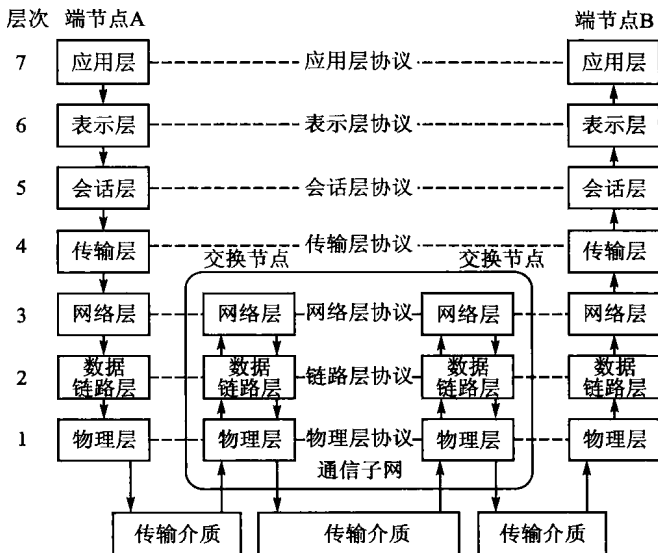 层次 端节点A 端节点B
7 应用层 应用层协议 应用层
6 表示层 表示层协议 表示层
5 会话层 会话层协议 会话层
4 传输层 传输层协议 传输层
交换节点 交换节点
3 网络层 网络层 网络层协议 网络层 网络层
2 数据链路层 数据链路层 链路层协议 数据链路层 数据链路层
1 物理层 物理层 物理层协议 物理层 物理层
通信子网
传输介质 传输介质 传输介质